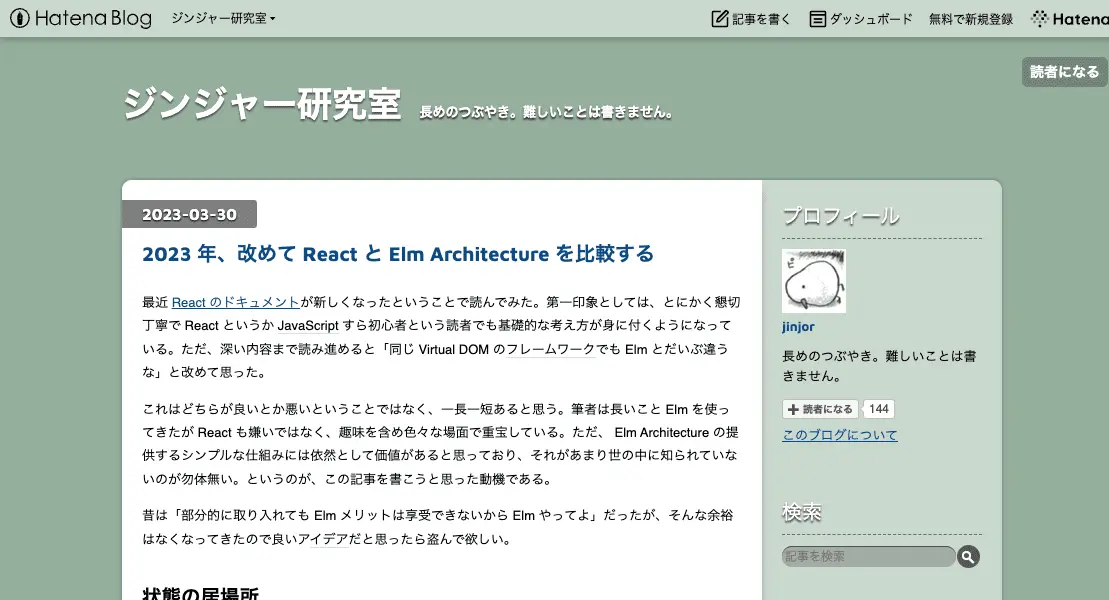 Hatena Blog
ジンジャー研究室
記事を書く
ダッシュボード
無料で新規登録
Hatena
読者になる
ジンジャー研究室
長めのつぶやき。難しいことは書きません。
2023-03-30
2023 年、改めて React と Elm Architecture を比較する
最近 React のドキュメントが新しくなったということで読んでみた。第一印象としては、とにかく懇切
丁寧で React というか JavaScript すら初心者という読者でも基礎的な考え方が身に付くようになって
いる。ただ、深い内容まで読み進めると「同じ Virtual DOM のフレームワークでも Elm とだいぶ違う
な」と改めて思った。
これはどちらが良いとか悪いということではなく、一長一短あると思う。筆者は長いこと Elm を使っ
てきたが React も嫌いではなく、趣味を含め色々な場面で重宝している。ただ、 Elm Architecture の提
供するシンプルな仕組みには依然として価値があると思っており、それがあまり世の中に知られていな
いのが勿体無い。というのが、この記事を書こうと思った動機である。
昔は「部分的に取り入れても Elm メリットは享受できないから Elm やってよ」だったが、そんな余裕
はなくなってきたので良いアイデアだと思ったら盗んで欲しい。
状態の居場所
プロフィール
jinjor
長めのつぶやき。難しいことは書
きません。
読者になる
144
このブログについて
検索
記事を検索